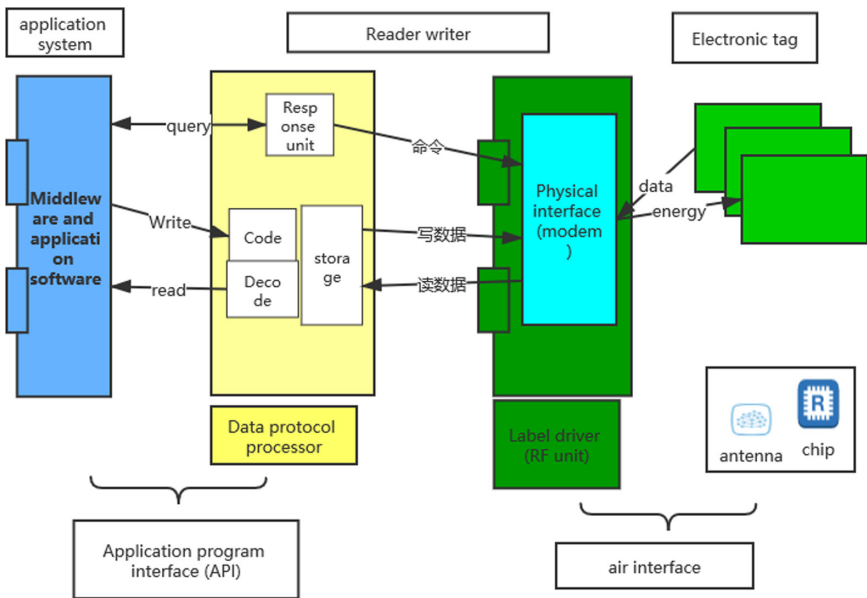 application
system
Reader writer
Electronic tag
query
Resp
onse
unit
命令
Middlew
are and
applicati
on
software
Write
Code
stora
ge
写数据
Physical
interface
(modem
)
data
energy
read
Deco
de
读数据
Data protocol
processor
Label driver
(RF unit)
R
antenna
chip
Application program
interface (API)
air interface